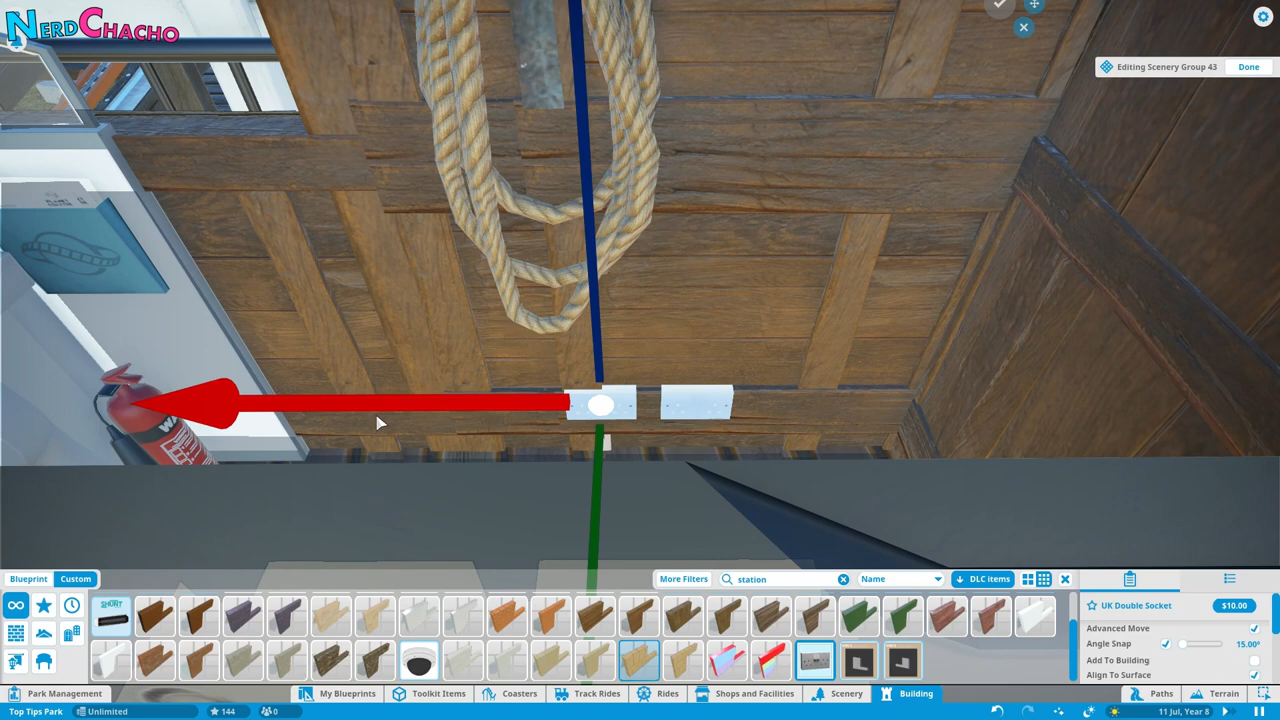 NERDCHACHO
Editing Scenery Group 43
Done
WA
Blueprint
Custom
More Filters
station
Name
DLC items
SHORT
UK Double Socket
$10.00
Advanced Move
Angle Snap
15.00°
Add To Building
Align To Surface
Park Management
My Blueprints
Toolkit Items
Coasters
Track Rides
Rides
Shops and Facilities
Scenery
Building
Paths
Terrain
Top Tips Park
Unlimited
144
0
11 Jul, Year 8